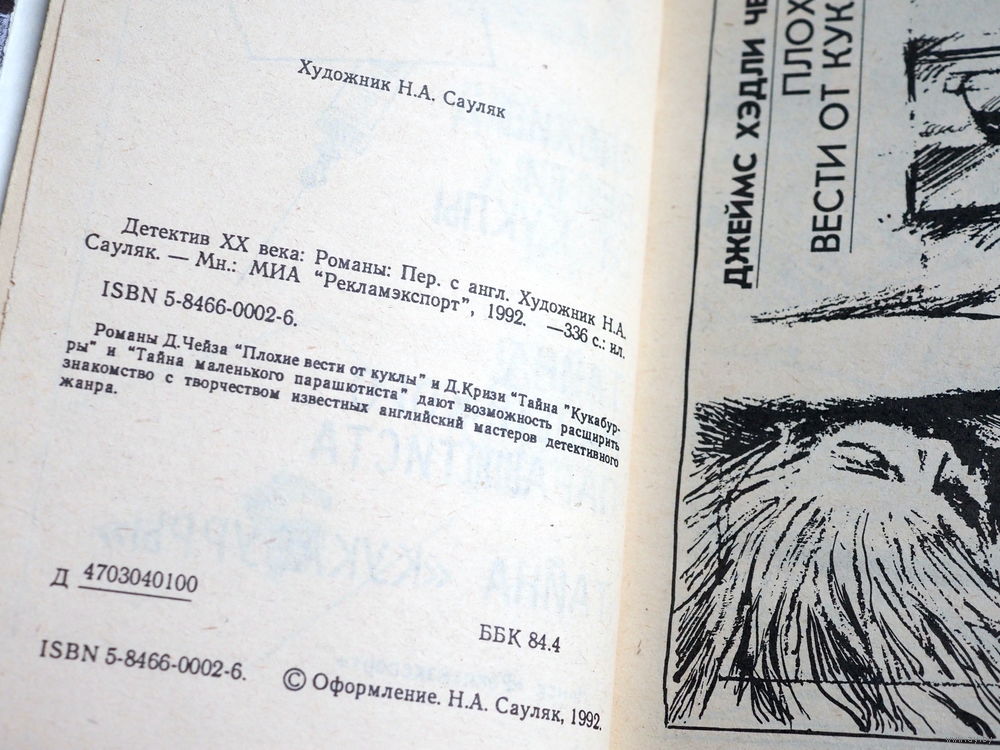 Художник Н.А. Сауляк
Детектив XX века: Романы: Пер. с англ. Художник Н.А.
Сауляк. — Мн.: МИА “Рекламэкспорт”, 1992. —336 с.: ил.
ISBN 5-8466-0002-6.
Романы Д.Чейза “Плохие вести от куклы” и Д.Кризи “Тайна “Кукабур-
ры” и “Тайна маленького парашютиста” дают возможность расширить
знакомство с творчеством известных английский мастеров детективного
жанра.
Д 4703040100
ББК 84.4
ISBN 5-8466-0002-6.
© Оформление. Н.А. Сауляк, 1992.
ДЖЕЙМС ХЭДЛИ ЧЕ
ПЛОХ
ВЕСТИ ОТ КУК